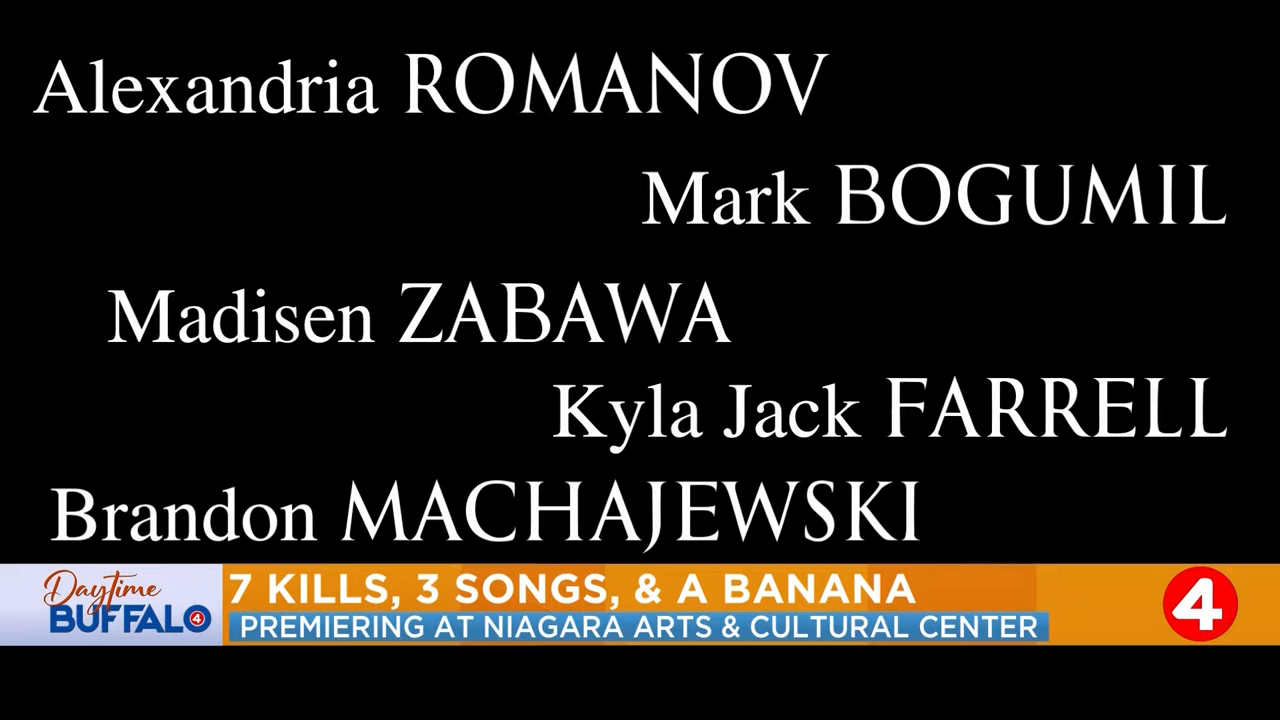 Alexandria ROMANOV
Mark BOGUMIL
Madisen ZABAWA
Kyla Jack FARRELL
Brandon MACHAJEWSKI
Daytime
BUFFALO 4
7 KILLS, 3 SONGS, & A BANANA
PREMIERING AT NIAGARA ARTS & CULTURAL CENTER
4